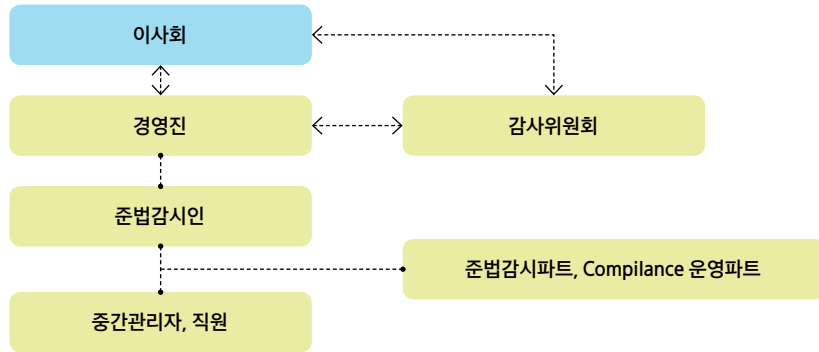 이사회
경영진
감사위원회
준법감시인
준법감시파트, Compilance 운영파트
중간관리자, 직원